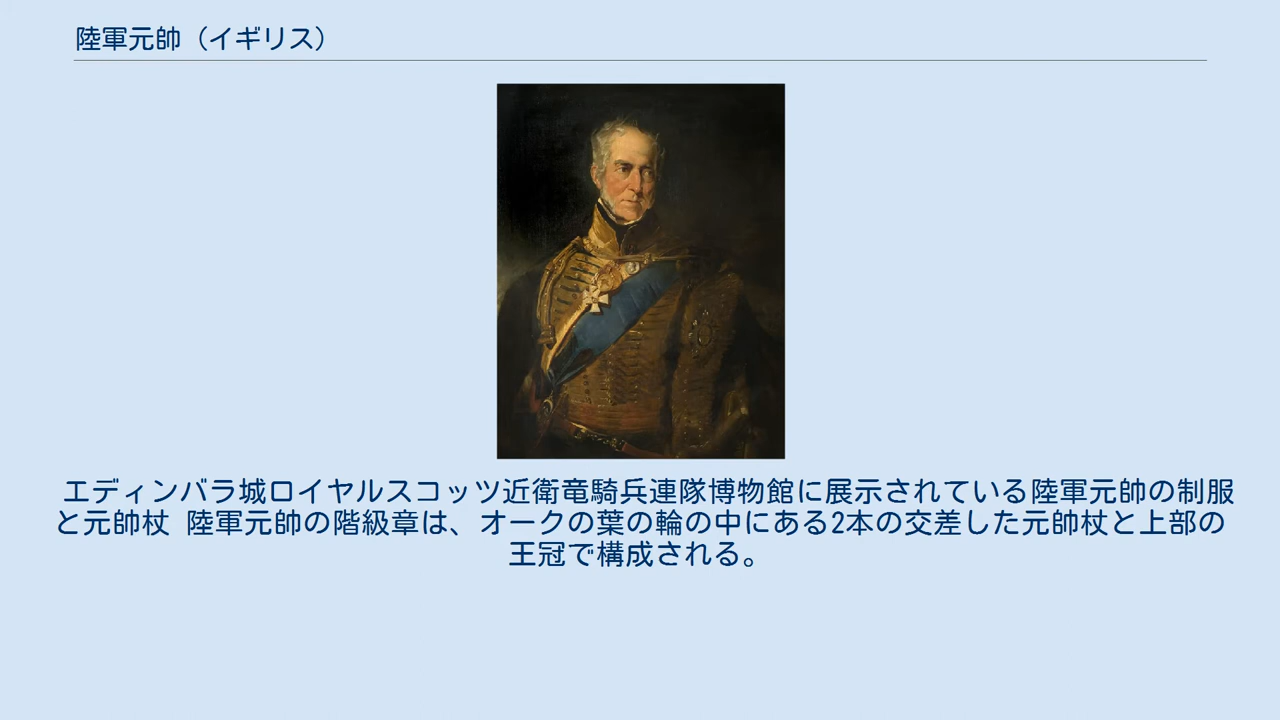 陸軍元帥（イギリス）
エディンバラ城ロイヤルスコッツ近衛竜騎兵連隊博物館に展示されている陸軍元帥の制服
と元帥杖 陸軍元帥の階級章は、オークの葉の輪の中にある2本の交差した元帥杖と上部の
王冠で構成される。